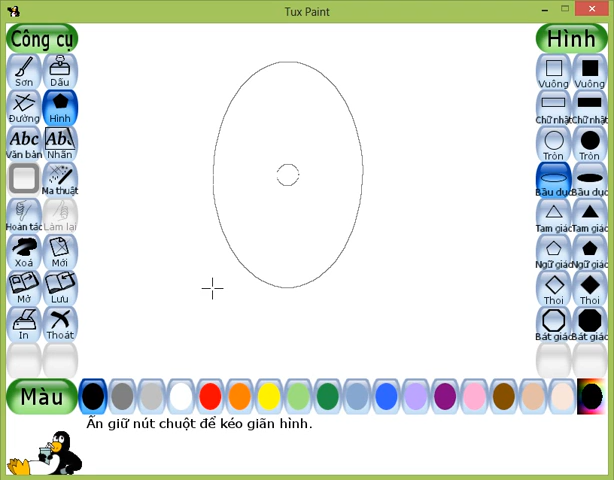 Tux Paint
Công cụ
Hình
Sơn
Dấu
Vuông
Vuông
Đường
Hình
Chữ nhật
Chữ nhật
Abc
Abc
Văn bản
Nhãn
Tròn
Tròn
Ma thuật
Bầu dục
Bầu dục
Hoàn tác
Làm lại
Tam giác
Tam giác
Xoá
Mới
Ngũ giác
Ngũ giác
Mở
Lưu
Thoi
Thoi
In
Thoát
Bát giác
Bát giác
Màu
Ấn giữ nút chuột để kéo giãn hình.